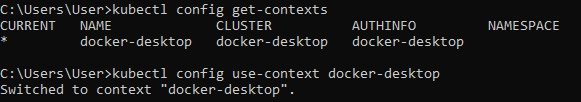 C:\Users\User>kubectl config get-contexts
CURRENT   NAME             CLUSTER          AUTHINFO         NAMESPACE
*         docker-desktop   docker-desktop   docker-desktop
C:\Users\User>kubectl config use-context docker-desktop
Switched to context "docker-desktop".